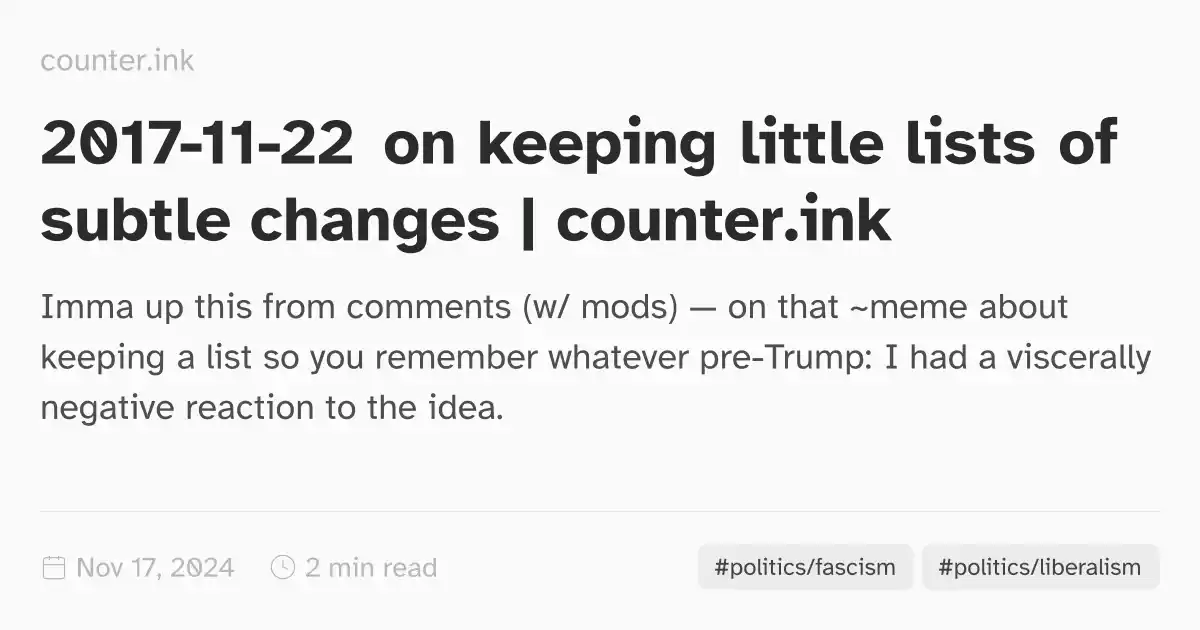 counter.ink
2017-11-22 on keeping little lists of
subtle changes | counter.ink
Imma up this from comments (w/ mods) — on that ~meme about
keeping a list so you remember whatever pre-Trump: I had a viscerally
negative reaction to the idea.
Nov 17, 2024 2 min read #politics/fascism #politics/liberalism